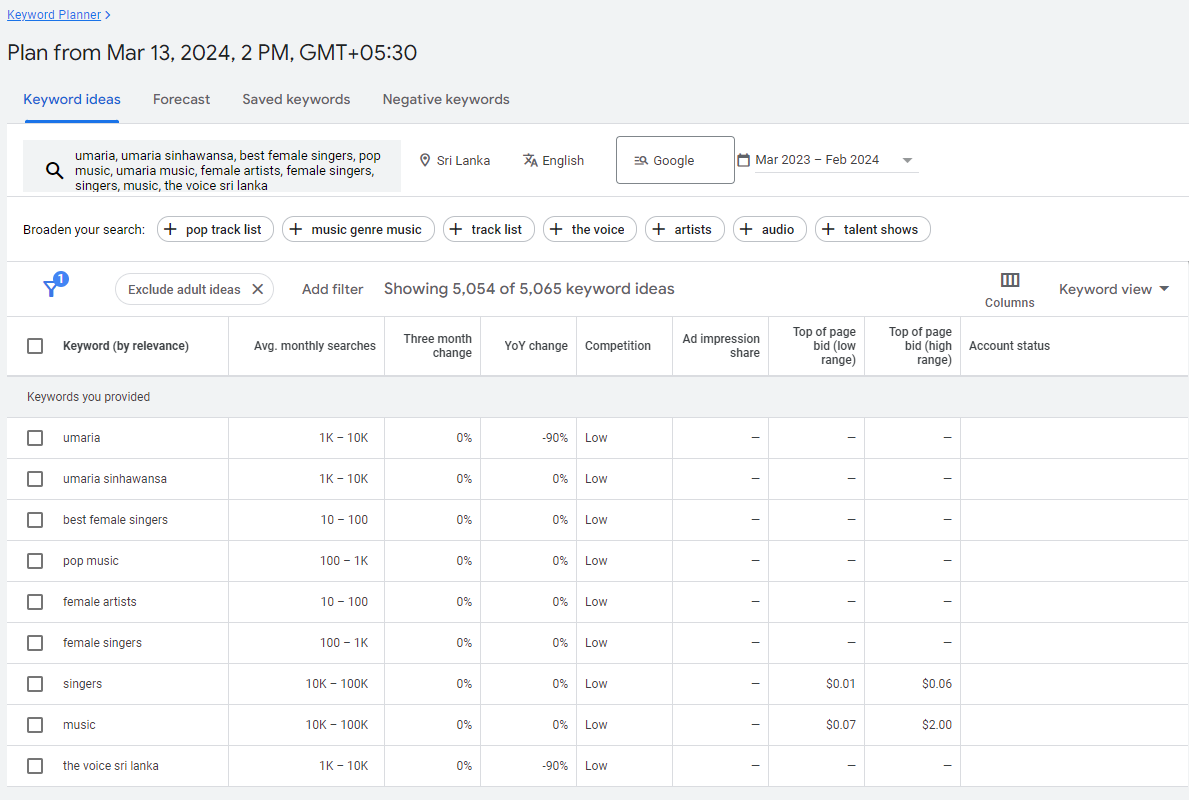 Keyword Planner
Plan from Mar 13, 2024, 2 PM, GMT+05:30
Keyword ideas Forecast Saved keywords Negative keywords
umaria, umaria sinhawansa, best female singers, pop
music, umaria music, female artists, female singers,
singers, music, the voice sri lanka
Sri Lanka English Google Mar 2023 – Feb 2024
Broaden your search: pop track list music genre music track list the voice artists audio talent shows
1 Exclude adult ideas Add filter Showing 5,054 of 5,065 keyword ideas Columns Keyword view
Keyword (by relevance) Avg. monthly searches Three month change YoY change Competition Ad impression share Top of page bid (low range) Top of page bid (high range) Account status
Keywords you provided
umaria 1K – 10K 0% -90% Low — — —
umaria sinhawansa 1K – 10K 0% 0% Low — — —
best female singers 10 – 100 0% 0% Low — — —
pop music 100 – 1K 0% 0% Low — — —
female artists 10 – 100 0% 0% Low — — —
female singers 100 – 1K 0% 0% Low — — —
singers 10K – 100K 0% 0% Low — $0.01 $0.06
music 10K – 100K 0% 0% Low — $0.07 $2.00
the voice sri lanka 1K – 10K 0% -90% Low — — —